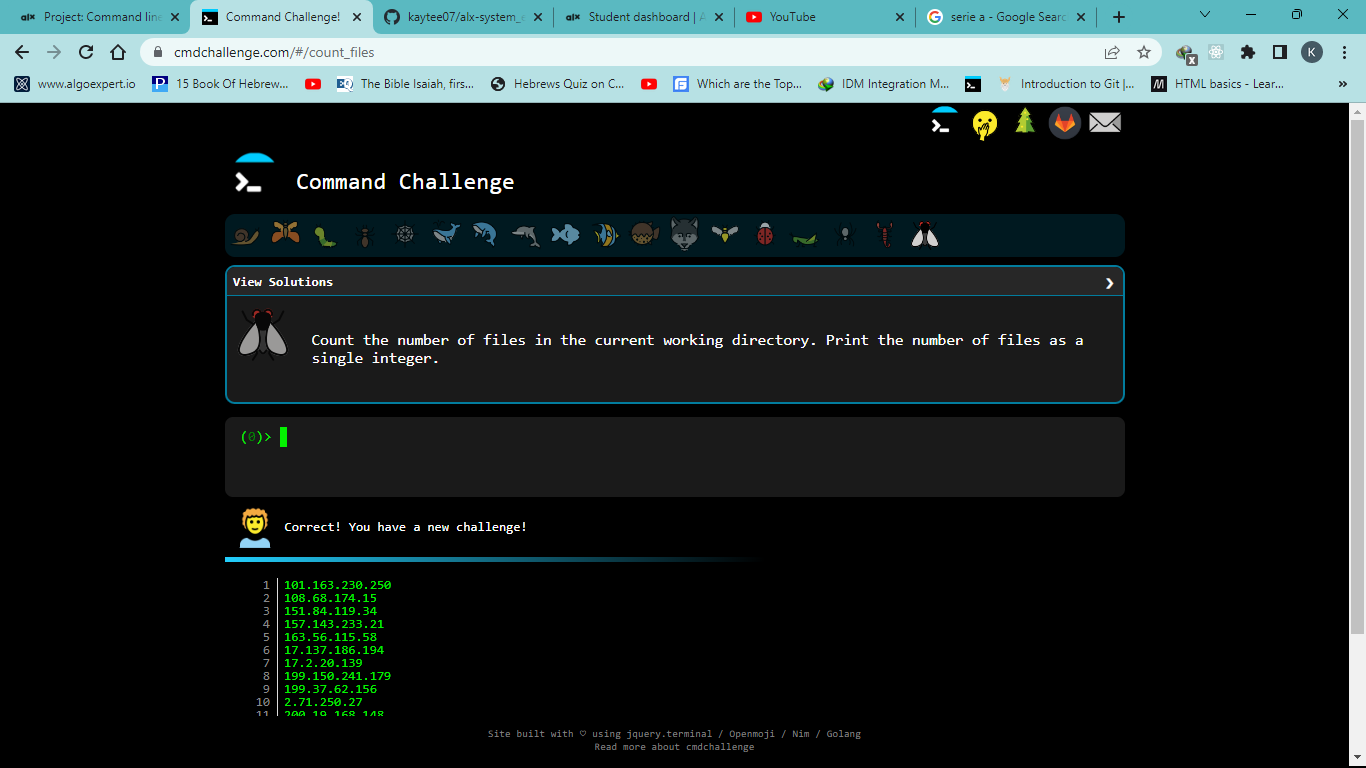 Project: Command line
Command Challenge!
kaytee07/alx-system_e
Student dashboard | A
YouTube
serie a - Google Searc
cmdchallenge.com/#/count_files
K
www.algoexpert.io
15 Book Of Hebrew...
The Bible Isaiah, firs...
Hebrews Quiz on C...
Which are the Top...
IDM Integration M...
Introduction to Git |...
HTML basics - Lear...
Command Challenge
View Solutions
Count the number of files in the current working directory. Print the number of files as a
single integer.
(0)>
Correct! You have a new challenge!
1 101.163.230.250
2 108.68.174.15
3 151.84.119.34
4 157.143.233.21
5 163.56.115.58
6 17.137.186.194
7 17.2.20.139
8 199.150.241.179
9 199.37.62.156
10 2.71.250.27
11 200.19.168.148
Site built with ♡ using jquery.terminal / Openmoji / Nim / Golang
Read more about cmdchallenge